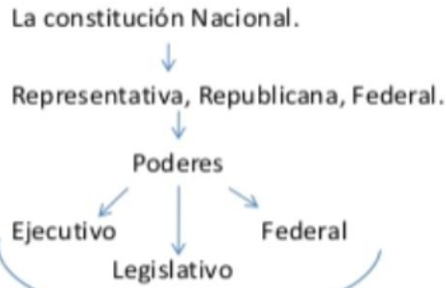 La constitución Nacional.
Representativa, Republicana, Federal.
Poderes
Ejecutivo Federal
Legislativo